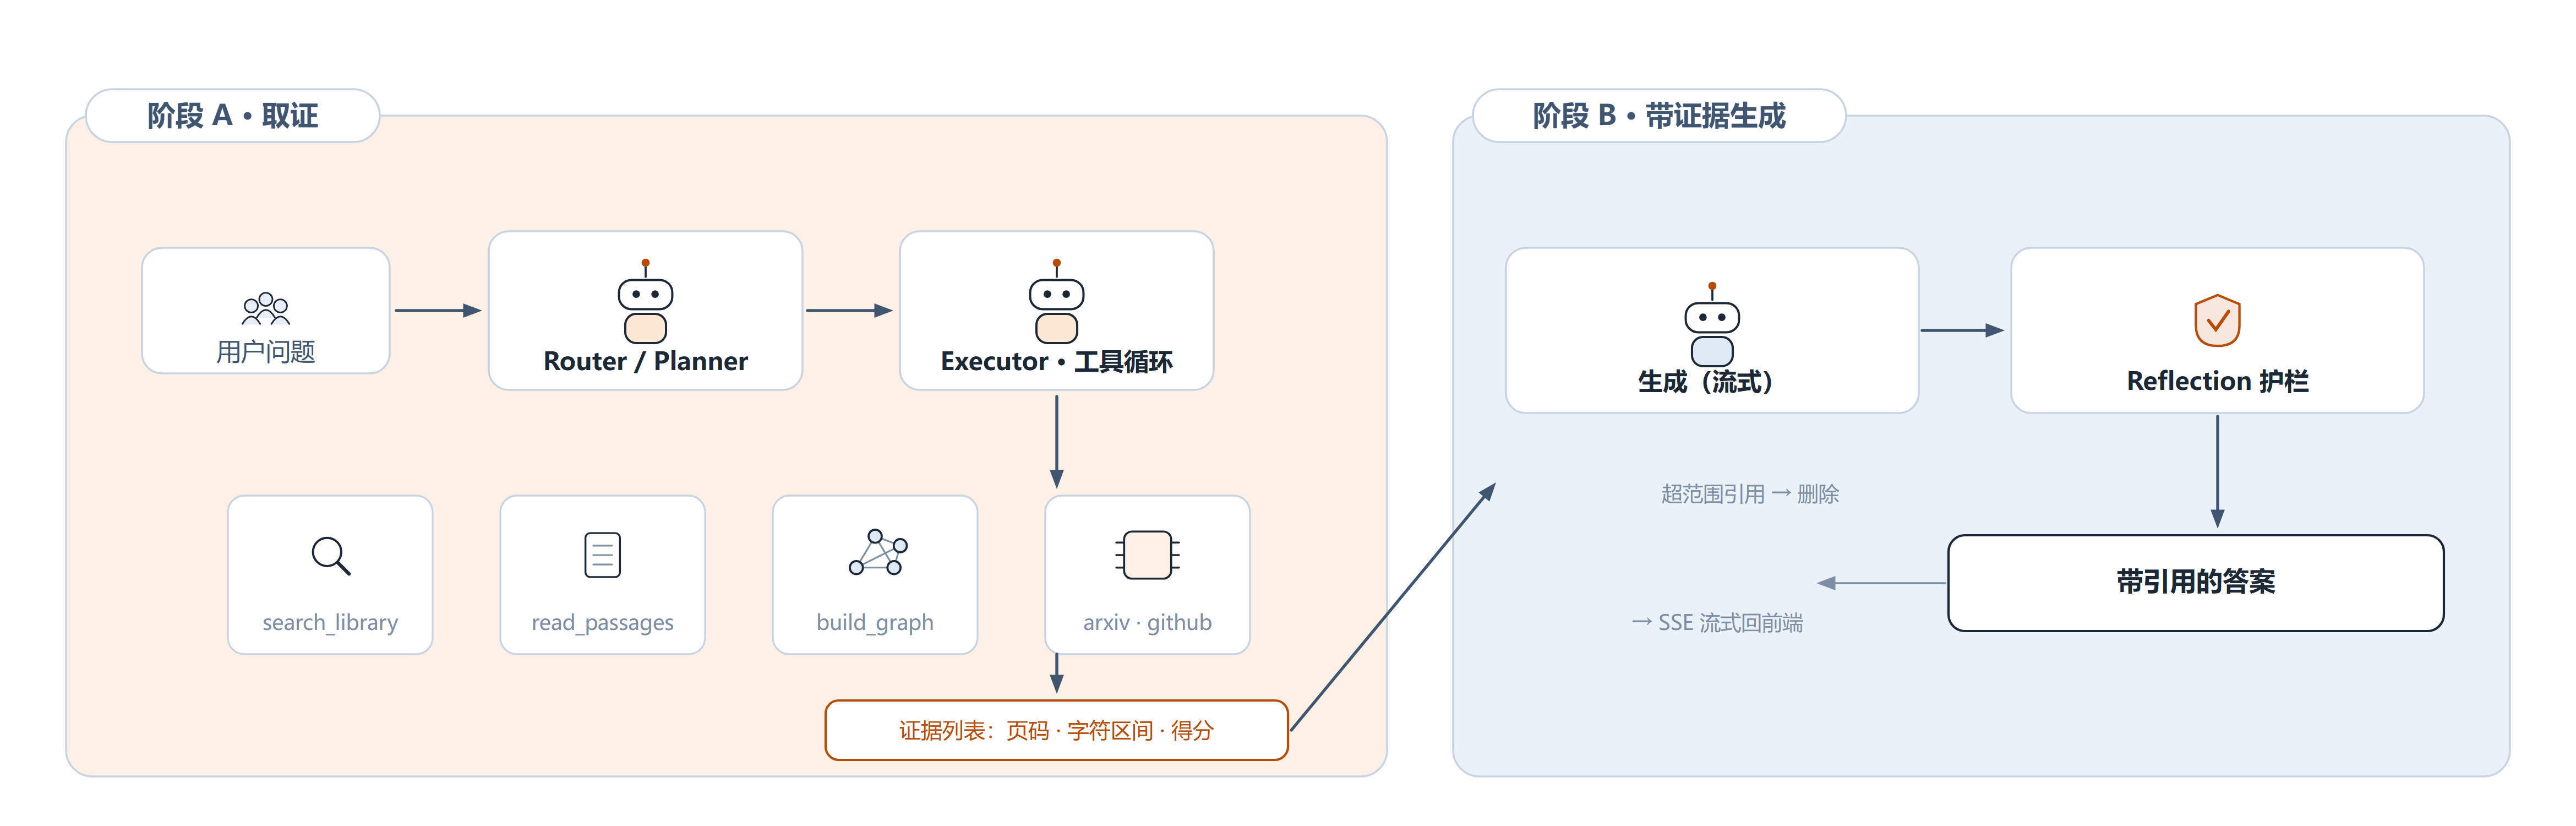 阶段 A • 取证
用户问题
Router / Planner
Executor • 工具循环
search_library
read_passages
build_graph
arxiv · github
证据列表：页码 · 字符区间 · 得分
阶段 B • 带证据生成
生成（流式）
Reflection 护栏
超范围引用 → 删除
带引用的答案
→ SSE 流式回前端